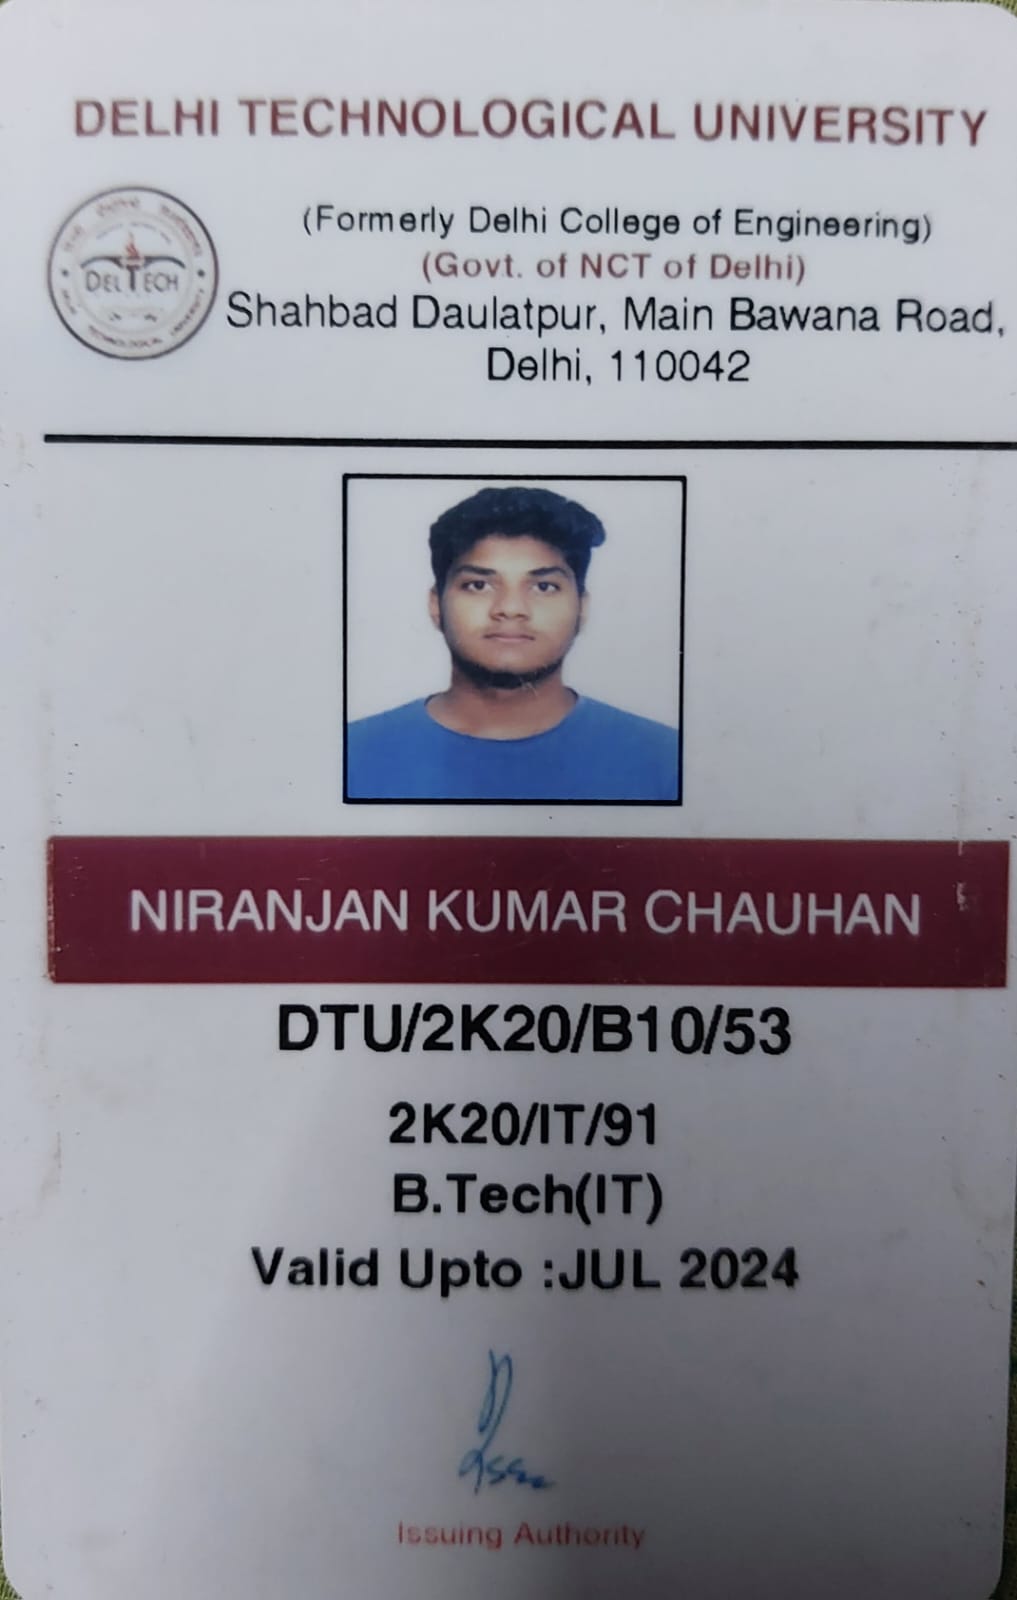 DELHI TECHNOLOGICAL UNIVERSITY
DELTECH
(Formerly Delhi College of Engineering)
(Govt. of NCT of Delhi)
Shahbad Daulatpur, Main Bawana Road,
Delhi, 110042
NIRANJAN KUMAR CHAUHAN
DTU/2K20/B10/53
2K20/IT/91
B.Tech(IT)
Valid Upto :JUL 2024
Issuing Authority